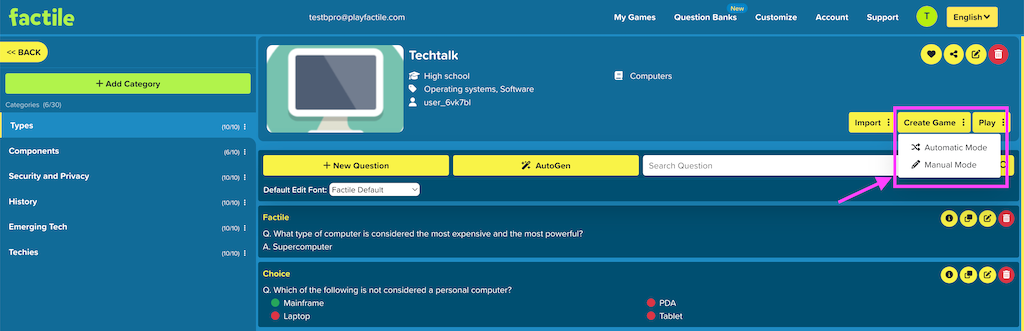 factile
testbpro@playfactile.com
My Games
Question Banks
New
Customize
Account
Support
T
English
<< BACK
+ Add Category
Categories (6/30)
Types (10/10)
Components (6/10)
Security and Privacy (10/10)
History (10/10)
Emerging Tech (10/10)
Techies (10/10)
Techtalk
High school
Computers
Operating systems, Software
user_6vk7bl
Import
Create Game
Play
Automatic Mode
Manual Mode
+ New Question
AutoGen
Search Question
Default Edit Font: Factile Default
Factile
Q. What type of computer is considered the most expensive and the most powerful?
A. Supercomputer
Choice
Q. Which of the following is not considered a personal computer?
Mainframe
PDA
Laptop
Tablet